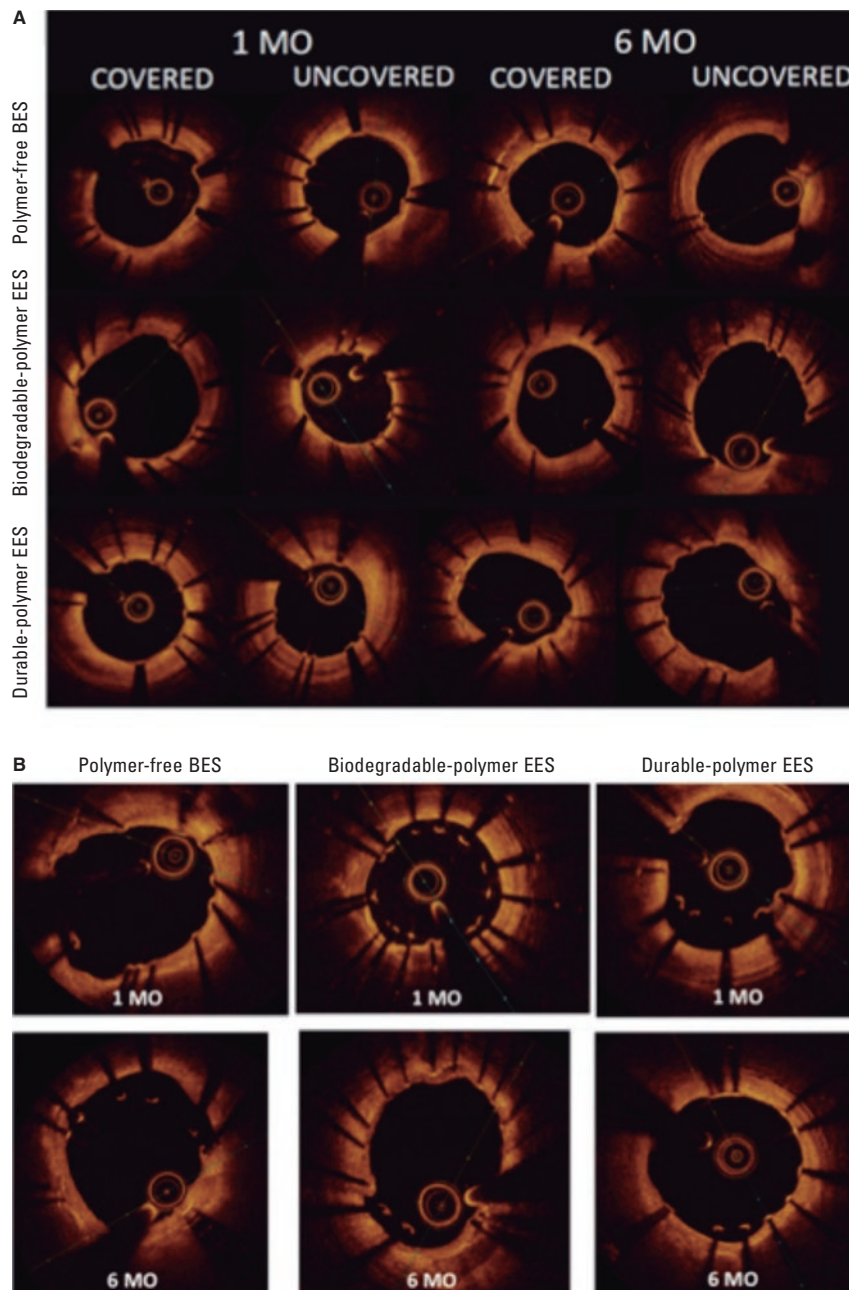 A
1 MO 6 MO
COVERED UNCOVERED COVERED UNCOVERED
Polymer-free BES
Biodegradable-polymer EES
Durable-polymer EES
B
Polymer-free BES Biodegradable-polymer EES Durable-polymer EES
1 MO 1 MO 1 MO
6 MO 6 MO 6 MO